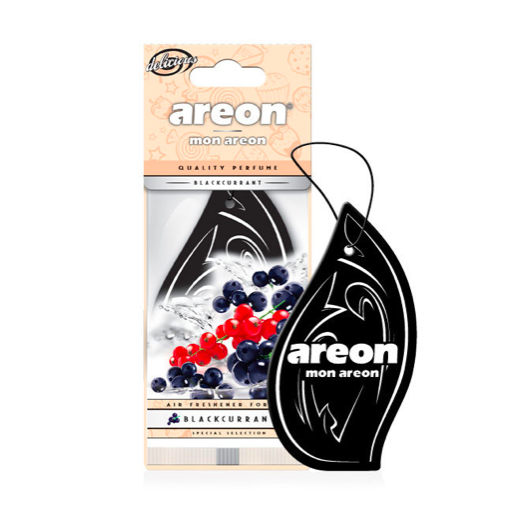 delicious
areon®
mon areon
QUALITY PERFUME
BLACKCURRANT
AIR FRESHENER FOR
BLACKCURRAN
SPECIAL SELECTION
areon
mon areon